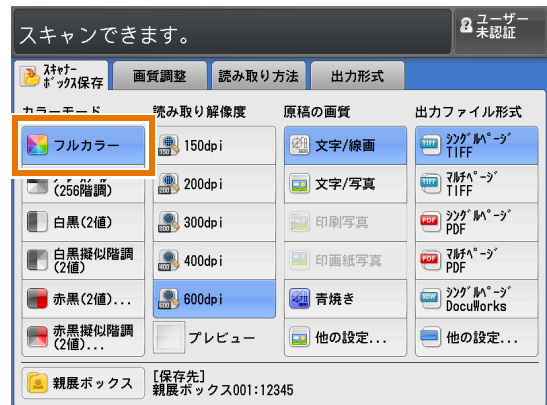 スキャンできます。
ユーザー
未認証
スキャナー
ボックス保存
画質調整
読み取り方法
出力形式
カラーモード
読み取り解像度
原稿の画質
出力ファイル形式
フルカラー
150dpi
文字/線画
シングルページ
TIFF
(256階調)
200dpi
文字/写真
マルチページ
TIFF
白黒(2値)
300dpi
印刷写真
シングルページ
PDF
白黒擬似階調
(2値)
400dpi
印画紙写真
マルチページ
PDF
赤黒(2値)...
600dpi
青焼き
シングルページ
DocuWorks
赤黒擬似階調
(2値)...
プレビュー
他の設定...
他の設定...
親展ボックス
[保存先]
親展ボックス001:12345